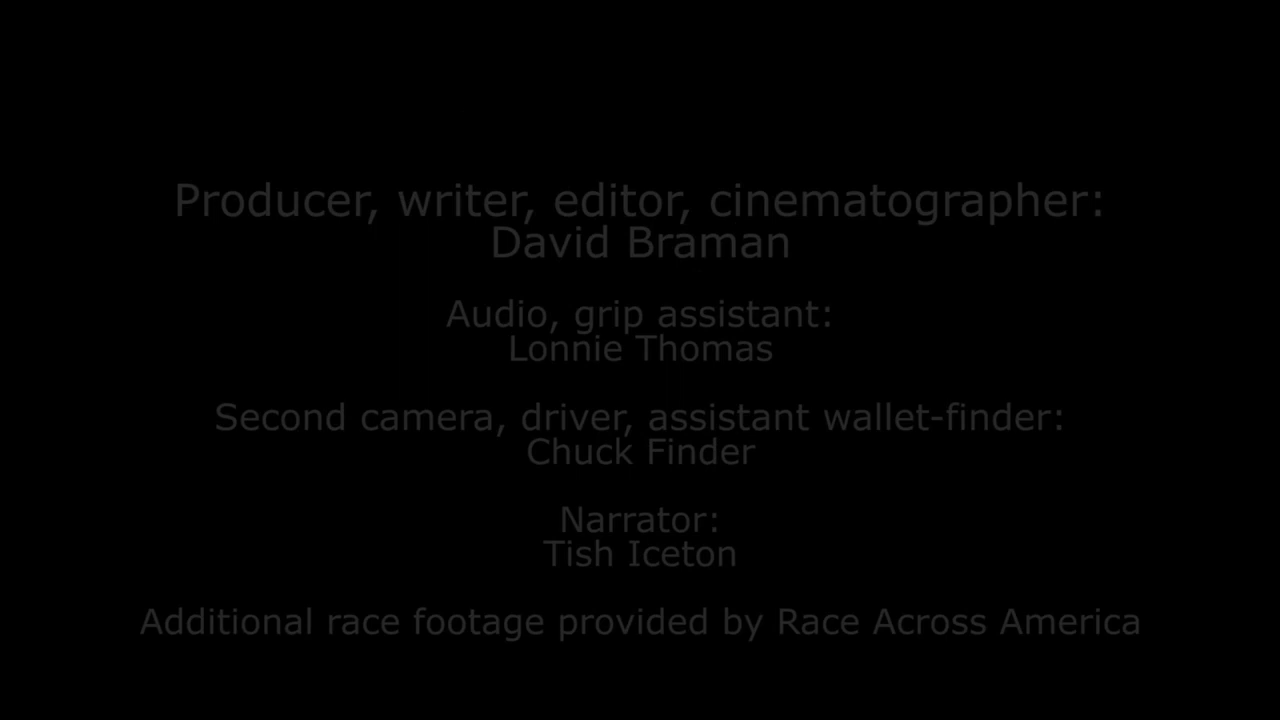 Producer, writer, editor, cinematographer:
David Braman
Audio, grip assistant:
Lonnie Thomas
Second camera, driver, assistant wallet-finder:
Chuck Finder
Narrator:
Tish Iceton
Additional race footage provided by Race Across America